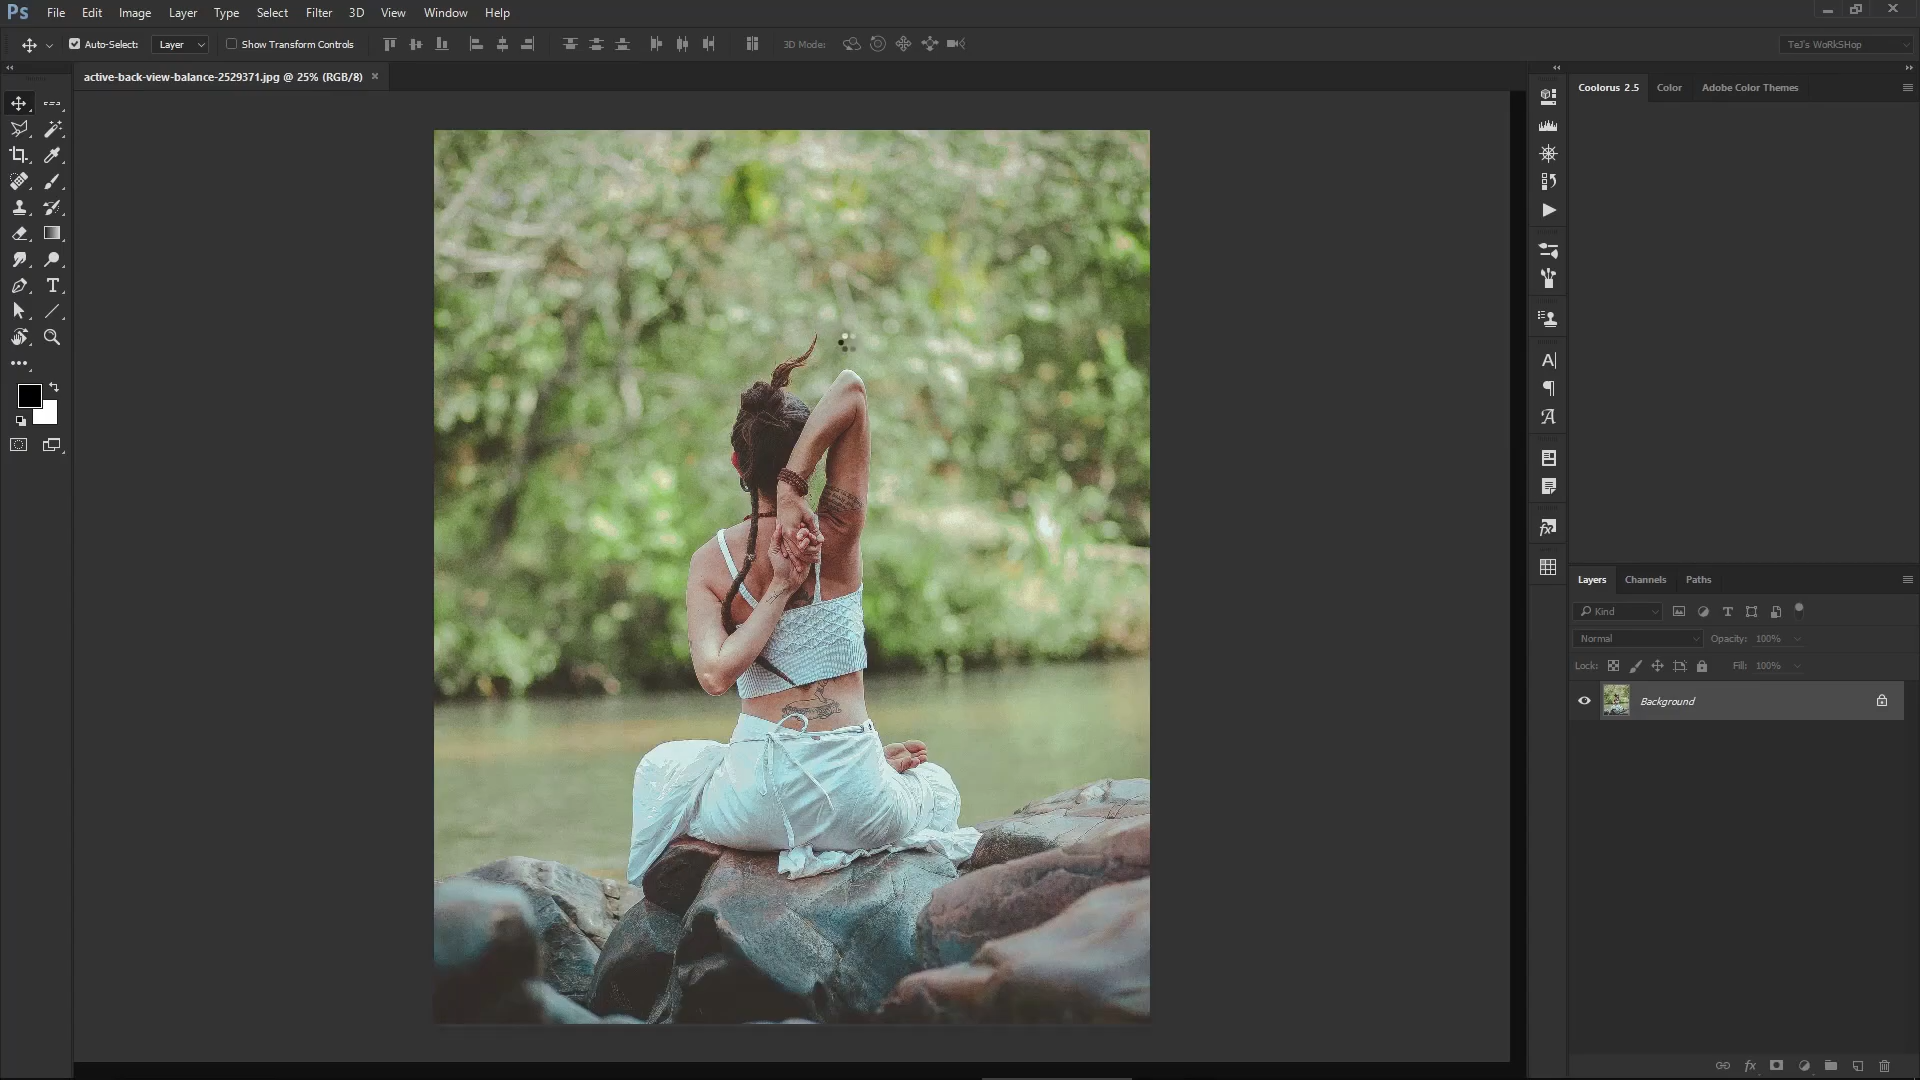 Ps File Edit Image Layer Type Select Filter 3D View Window Help
Auto-Select: Layer Show Transform Controls 3D Mode: TeJ's WoRkSHop
active-back-view-balance-2529371.jpg @ 25% (RGB/8) ×
Coolorus 2.5 Color Adobe Color Themes
Layers Channels Paths
Kind
Normal Opacity: 100%
Lock: Fill: 100%
Background